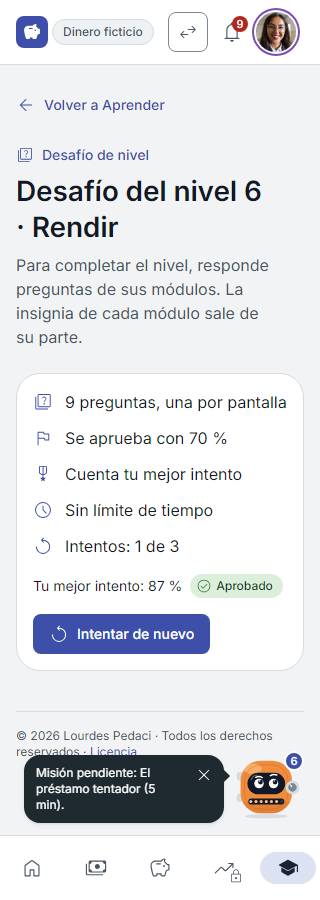 Dinero ficticio
9
Volver a Aprender
Desafío de nivel
Desafío del nivel 6
· Rendir
Para completar el nivel, responde
preguntas de sus módulos. La
insignia de cada módulo sale de
su parte.
9 preguntas, una por pantalla
Se aprueba con 70 %
Cuenta tu mejor intento
Sin límite de tiempo
Intentos: 1 de 3
Tu mejor intento: 87 %
Aprobado
Intentar de nuevo
© 2026 Lourdes Pedaci · Todos los derechos
reservados · Licencia
Misión pendiente: El
préstamo tentador (5
min).
6